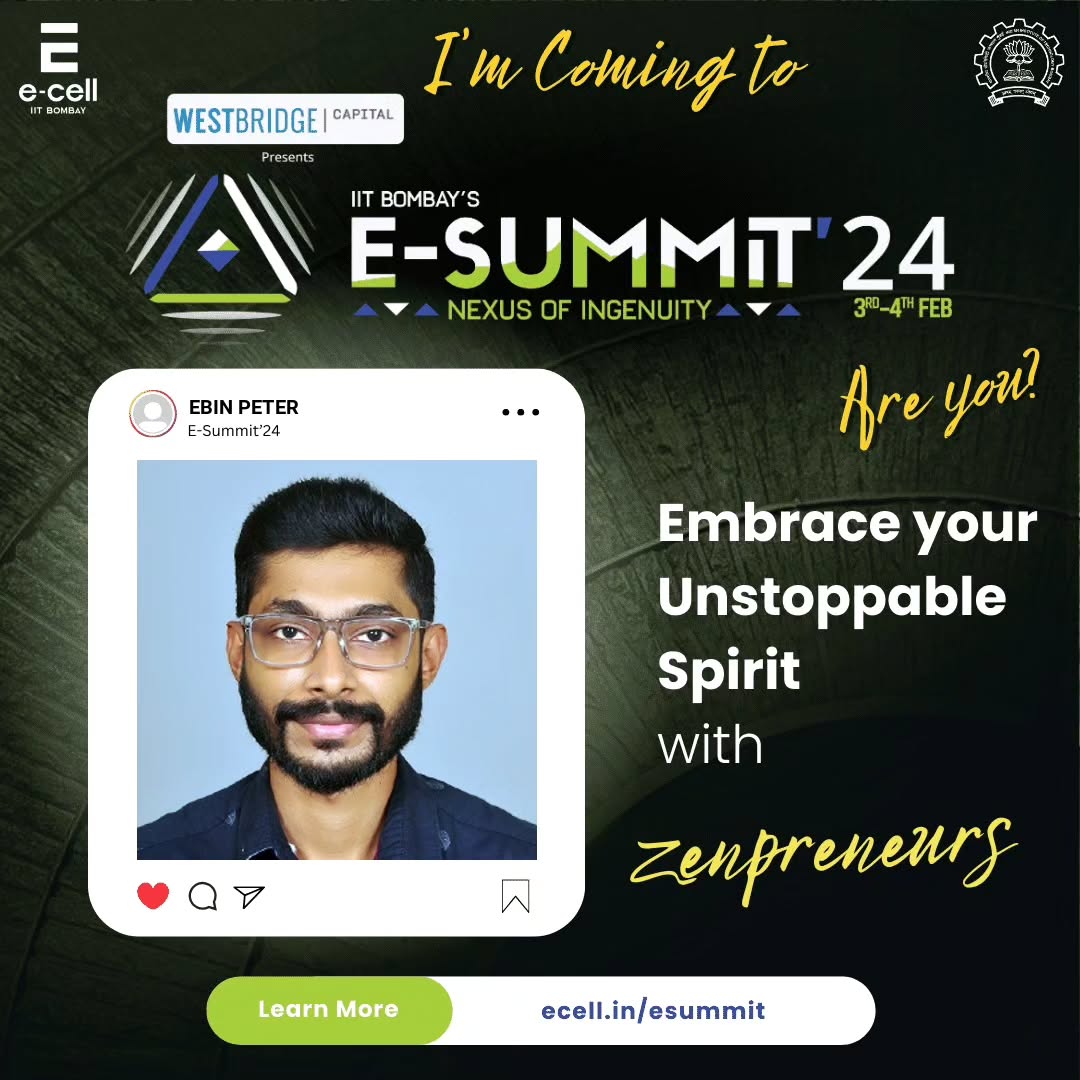 e-cell
IIT BOMBAY
I'm Coming to
WESTBRIDGE | CAPITAL
Presents
IIT BOMBAY'S
E-SUMMIT'24
NEXUS OF INGENUITY
3RD–4TH FEB
Are you?
EBIN PETER
E-Summit'24
Embrace your
Unstoppable
Spirit
with
zenpreneurs
Learn More
ecell.in/esummit